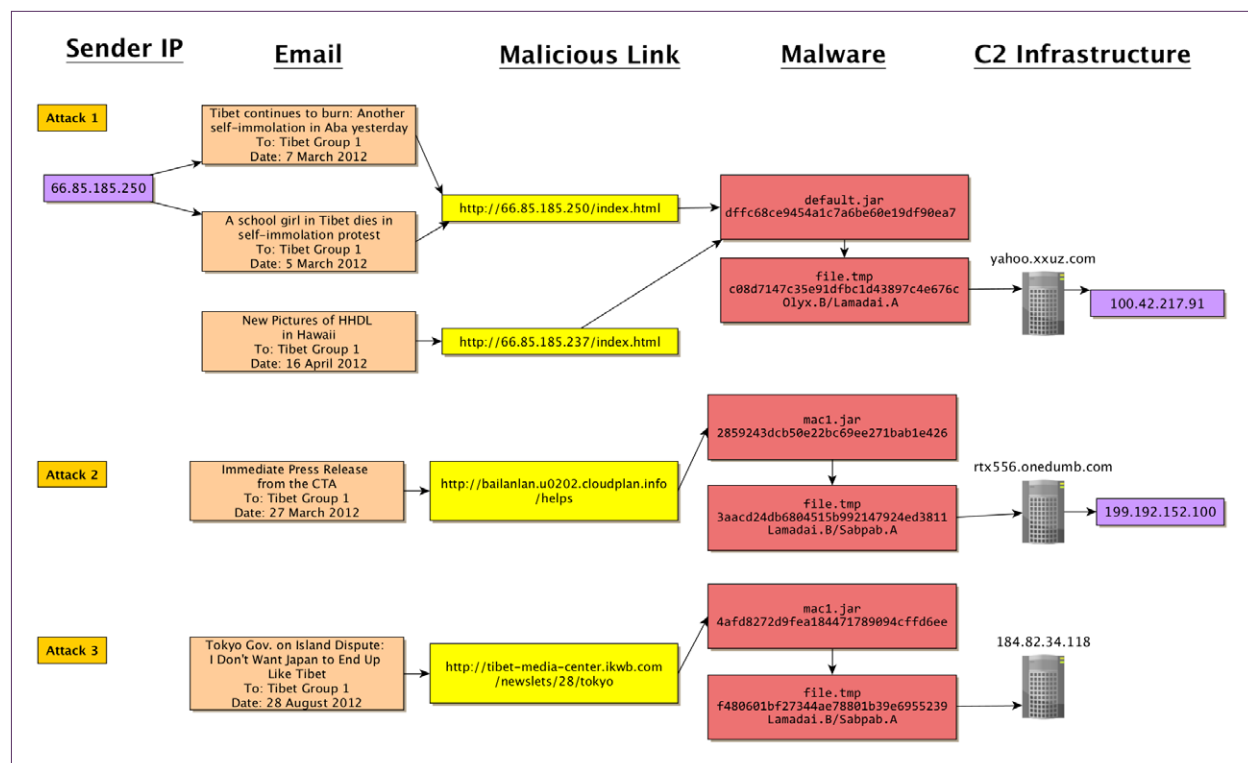 Sender IP
Email
Malicious Link
Malware
C2 Infrastructure
Attack 1
66.85.185.250
Tibet continues to burn: Another
self-immolation in Aba yesterday
To: Tibet Group 1
Date: 7 March 2012
A school girl in Tibet dies in
self-immolation protest
To: Tibet Group 1
Date: 5 March 2012
http://66.85.185.250/index.html
default.jar
dffc68ce9454a1c7a6be60e19df90ea7
file.tmp
c08d7147c35e91dfbc1d43897c4e676c
Olyx.B/Lamadai.A
yahoo.xxuz.com
100.42.217.91
New Pictures of HHDL
in Hawaii
To: Tibet Group 1
Date: 16 April 2012
http://66.85.185.237/index.html
Attack 2
Immediate Press Release
from the CTA
To: Tibet Group 1
Date: 27 March 2012
http://bailanlan.u0202.cloudplan.info
/helps
mac1.jar
2859243dcb50e22bc69ee271bab1e426
file.tmp
3aacd24db6804515b992147924ed3811
Lamadai.B/Sabpab.A
rtx556.onedumb.com
199.192.152.100
Attack 3
Tokyo Gov. on Island Dispute:
I Don't Want Japan to End Up
Like Tibet
To: Tibet Group 1
Date: 28 August 2012
http://tibet-media-center.ikwb.com
/newslets/28/tokyo
mac1.jar
4afd8272d9fea184471789094cffd6ee
file.tmp
f480601bf27344ae78801b39e6955239
Lamadai.B/Sabpab.A
184.82.34.118